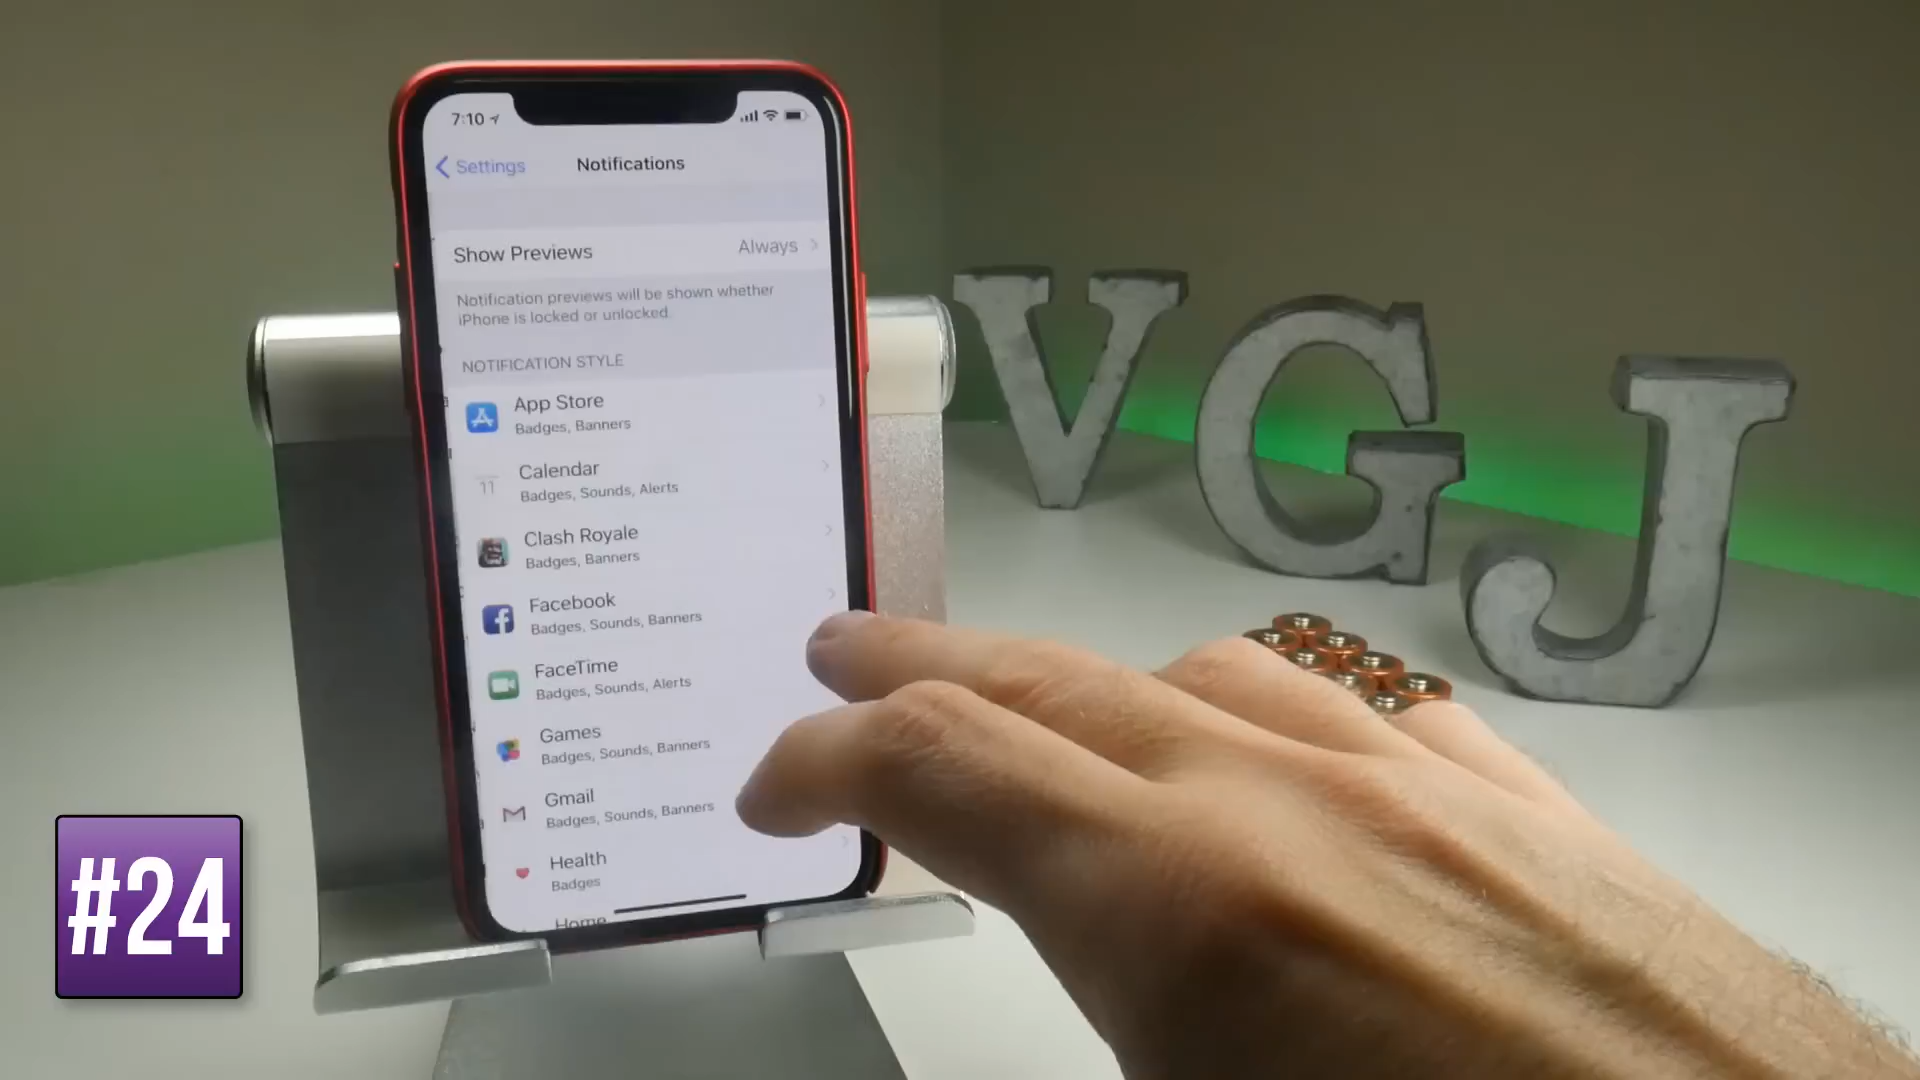 7:10
Settings
Notifications
Show Previews
Always
Notification previews will be shown whether
iPhone is locked or unlocked.
NOTIFICATION STYLE
App Store
Badges, Banners
Calendar
Badges, Sounds, Alerts
11
Clash Royale
Badges, Banners
Facebook
Badges, Sounds, Banners
FaceTime
Badges, Sounds, Alerts
Games
Badges, Sounds, Banners
Gmail
Badges, Sounds, Banners
Health
Badges
Home
VGJ
#24